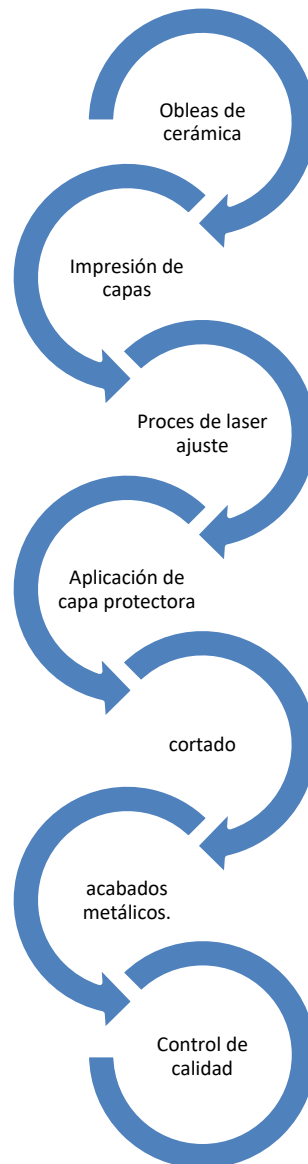 Obleas de
cerámica
Impresión de
capas
Proces de laser
ajuste
Aplicación de
capa protectora
cortado
acabados
metálicos.
Control de
calidad